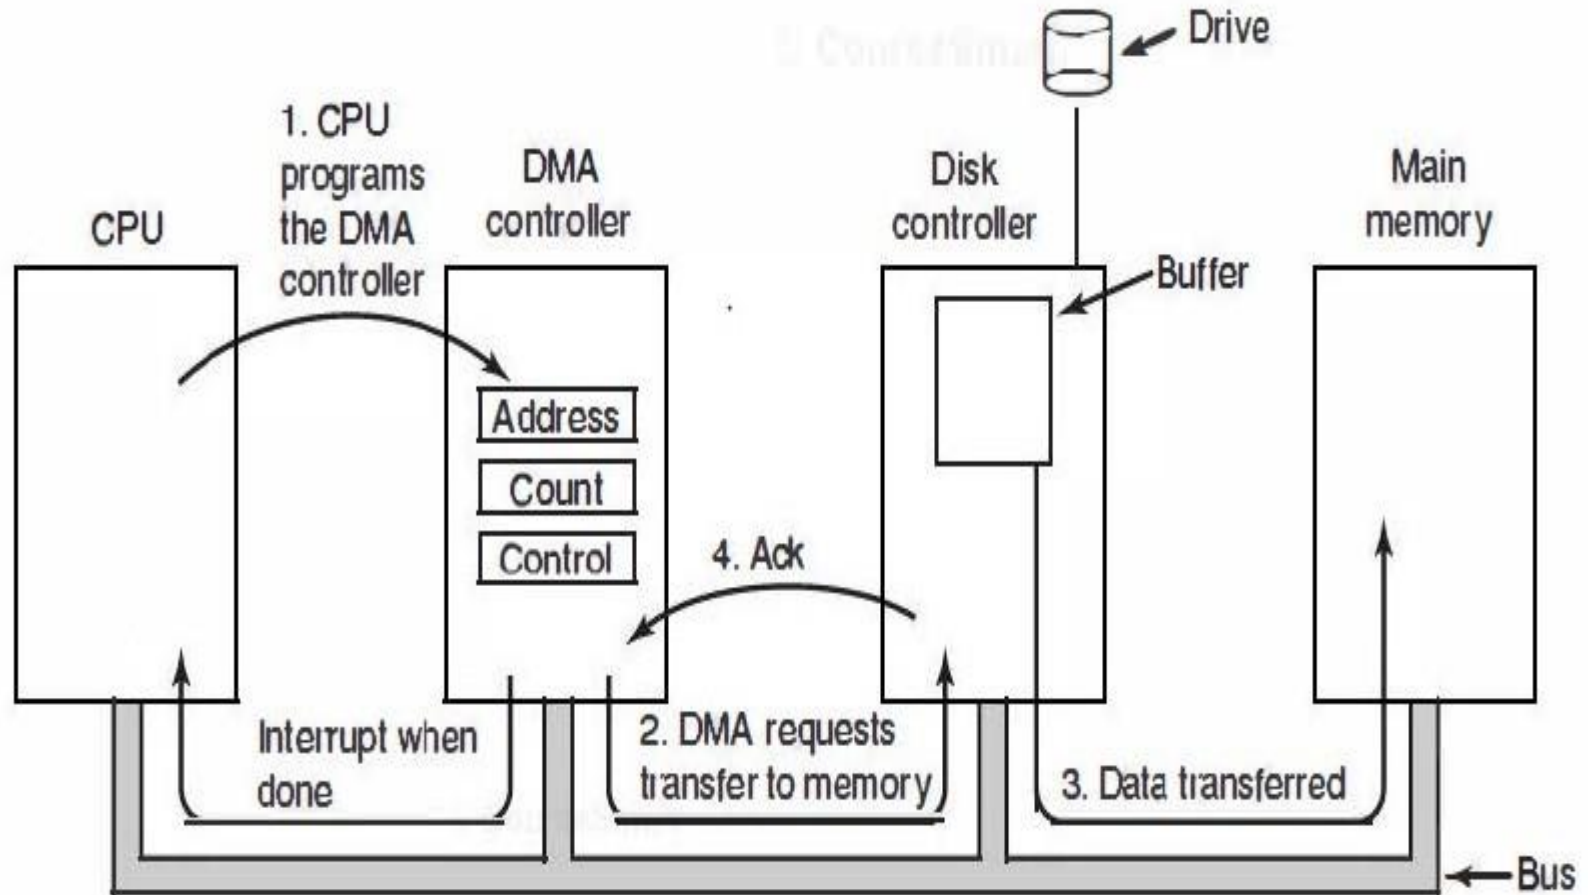 Drive
1. CPU
programs
the DMA
controller
CPU
DMA
controller
Disk
controller
Main
memory
Buffer
Address
Count
Control
4. Ack
Interrupt when
done
2. DMA requests
transfer to memory
3. Data transferred
Bus